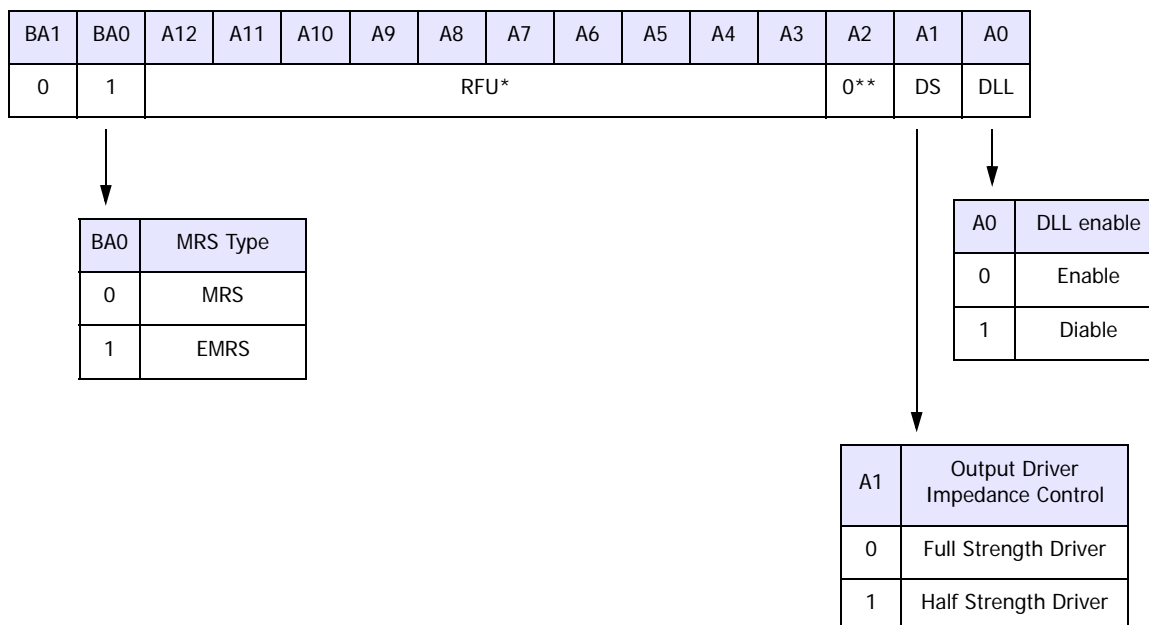 BA1 BA0 A12 A11 A10 A9 A8 A7 A6 A5 A4 A3 A2 A1 A0
0 1 RFU* 0** DS DLL
BA0 MRS Type
0 MRS
1 EMRS
A0 DLL enable
0 Enable
1 Diable
A1 Output Driver
Impedance Control
0 Full Strength Driver
1 Half Strength Driver